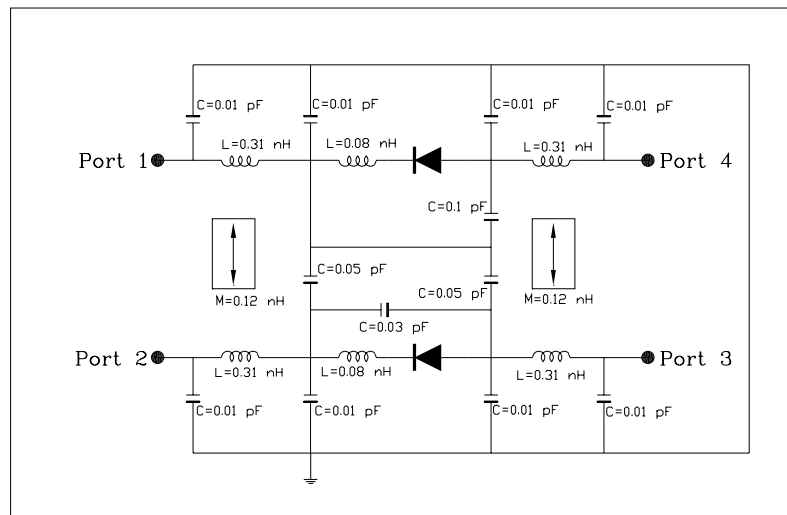 C=0.01 pF
C=0.01 pF
C=0.01 pF
C=0.01 pF
Port 1
L=0.31 nH
L=0.08 nH
L=0.31 nH
Port 4
C=0.1 pF
C=0.05 pF
C=0.05 pF
M=0.12 nH
M=0.12 nH
C=0.03 pF
Port 2
L=0.31 nH
L=0.08 nH
L=0.31 nH
Port 3
C=0.01 pF
C=0.01 pF
C=0.01 pF
C=0.01 pF